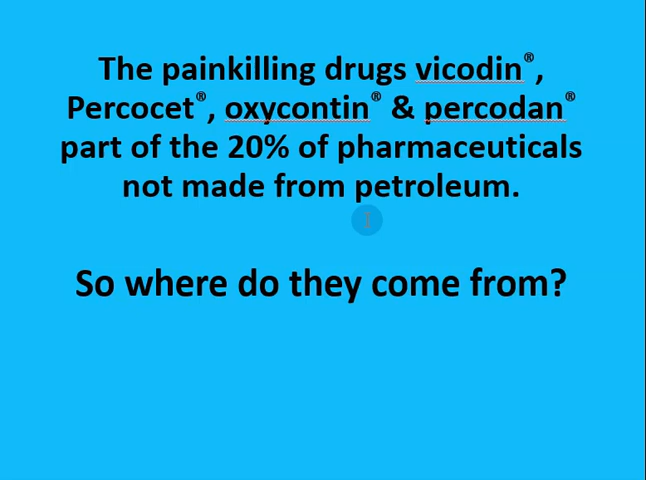 The painkilling drugs vicodin®,
Percocet®, oxycontin® & percodan®
part of the 20% of pharmaceuticals
not made from petroleum.
So where do they come from?